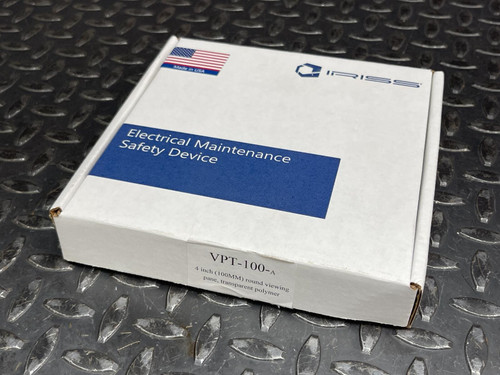 Made in USA
IRISS
Electrical Maintenance
Safety Device
VPT-100-A
4 inch (100MM) round viewing
pane, transparent polymer